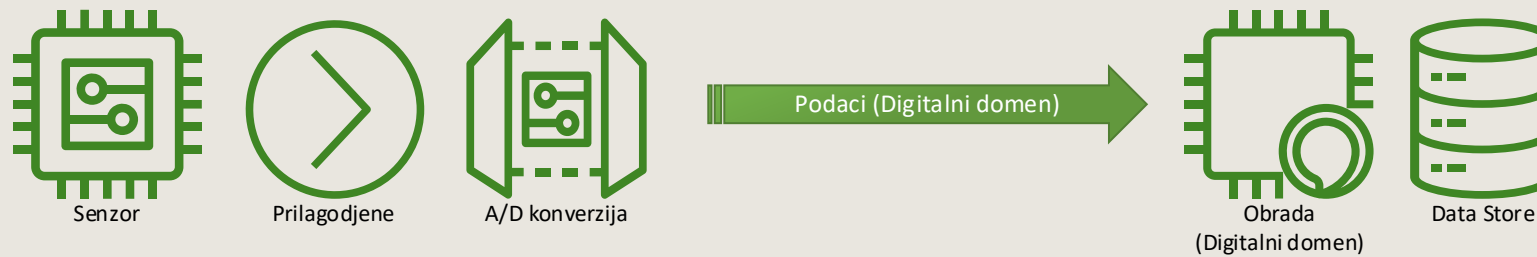 Podaci (Digitalni domen)
Senzor
Prilagodjene
A/D konverzija
Obrada
(Digitalni domen)
Data Store